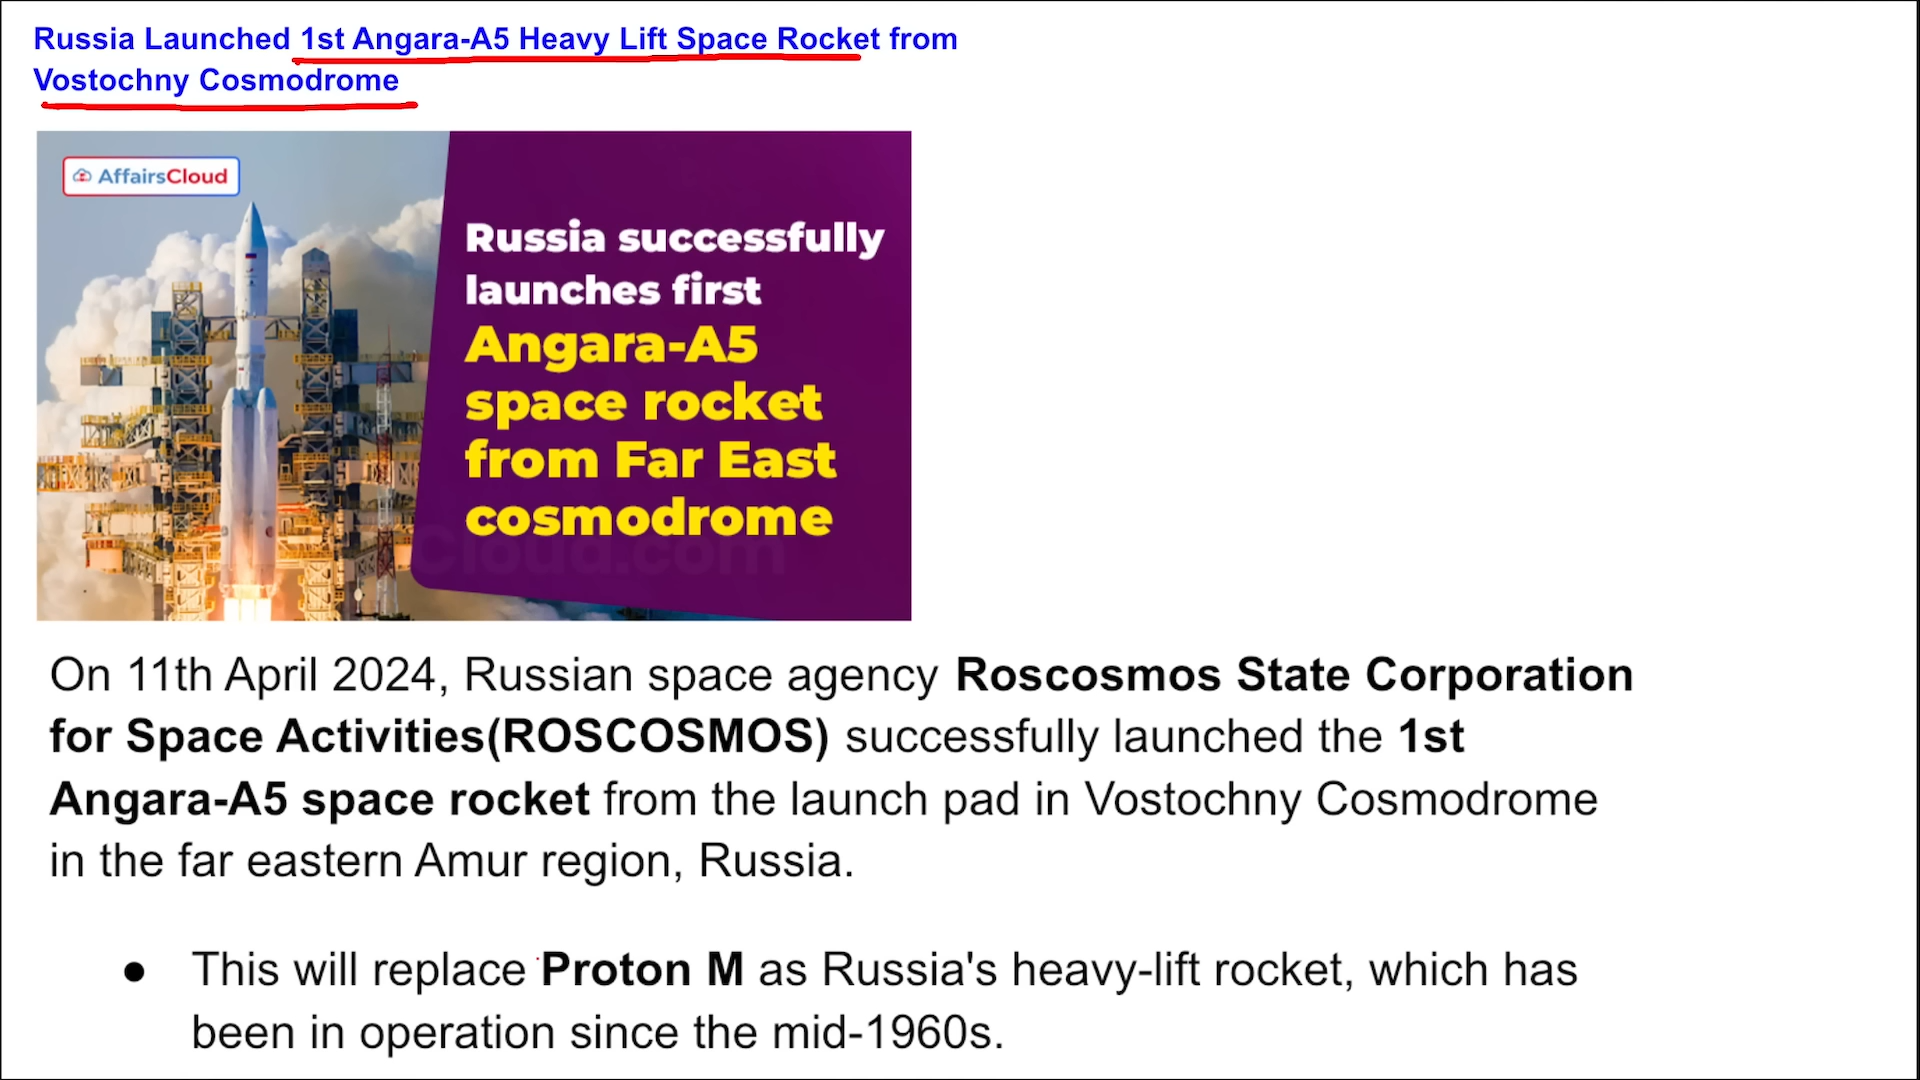 Russia Launched 1st Angara-A5 Heavy Lift Space Rocket from
Vostochny Cosmodrome
AffairsCloud
Russia successfully
launches first
Angara-A5
space rocket
from Far East
cosmodrome
Cloud.com
On 11th April 2024, Russian space agency Roscosmos State Corporation
for Space Activities(ROSCOSMOS) successfully launched the 1st
Angara-A5 space rocket from the launch pad in Vostochny Cosmodrome
in the far eastern Amur region, Russia.
● This will replace Proton M as Russia's heavy-lift rocket, which has
been in operation since the mid-1960s.